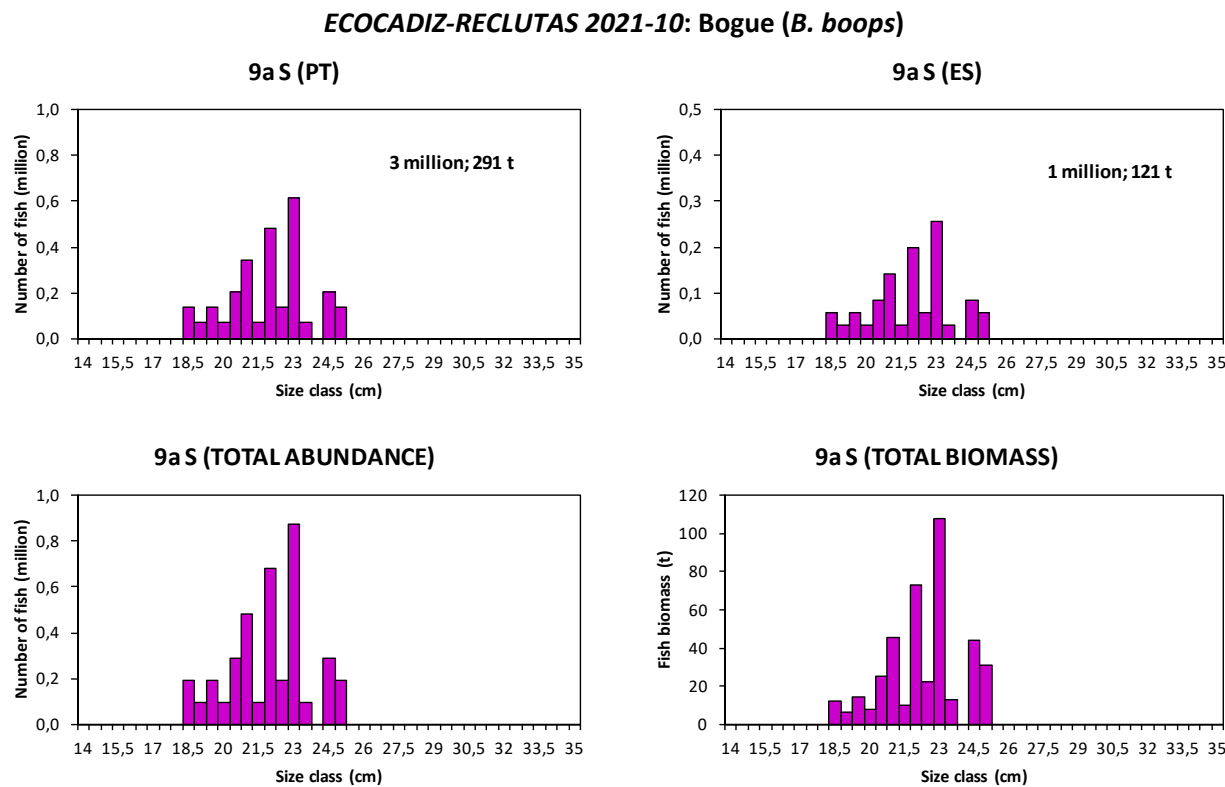 ECOCADIZ-RECLUTAS 2021-10: Bogue (B. boops)
9a S (PT)
Number of fish (million)
1,0
0,8
0,6
0,4
0,2
0,0
3 million; 291 t
14 15,5 17 18,5 20 21,5 23 24,5 26 27,5 29 30,5 32 33,5 35
Size class (cm)
9a S (ES)
Number of fish (million)
0,5
0,4
0,3
0,2
0,1
0,0
1 million; 121 t
14 15,5 17 18,5 20 21,5 23 24,5 26 27,5 29 30,5 32 33,5 35
Size class (cm)
9a S (TOTAL ABUNDANCE)
Number of fish (million)
1,0
0,8
0,6
0,4
0,2
0,0
14 15,5 17 18,5 20 21,5 23 24,5 26 27,5 29 30,5 32 33,5 35
Size class (cm)
9a S (TOTAL BIOMASS)
Fish biomass (t)
120
100
80
60
40
20
0
14 15,5 17 18,5 20 21,5 23 24,5 26 27,5 29 30,5 32 33,5 35
Size class (cm)